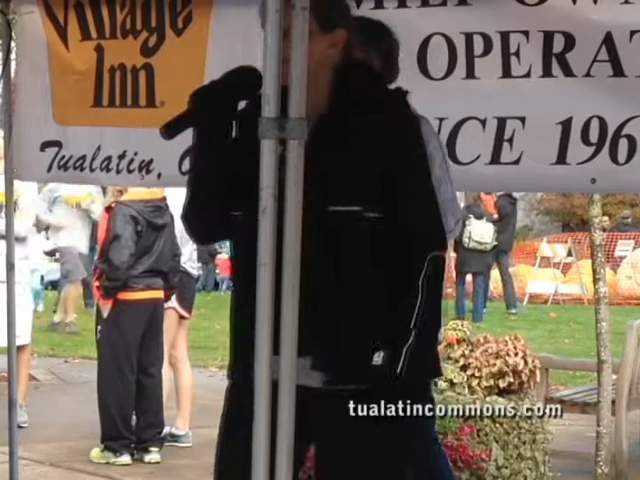 Village
Inn
Tualatin,
OPERAT
NCE 196
tualatincommons.com